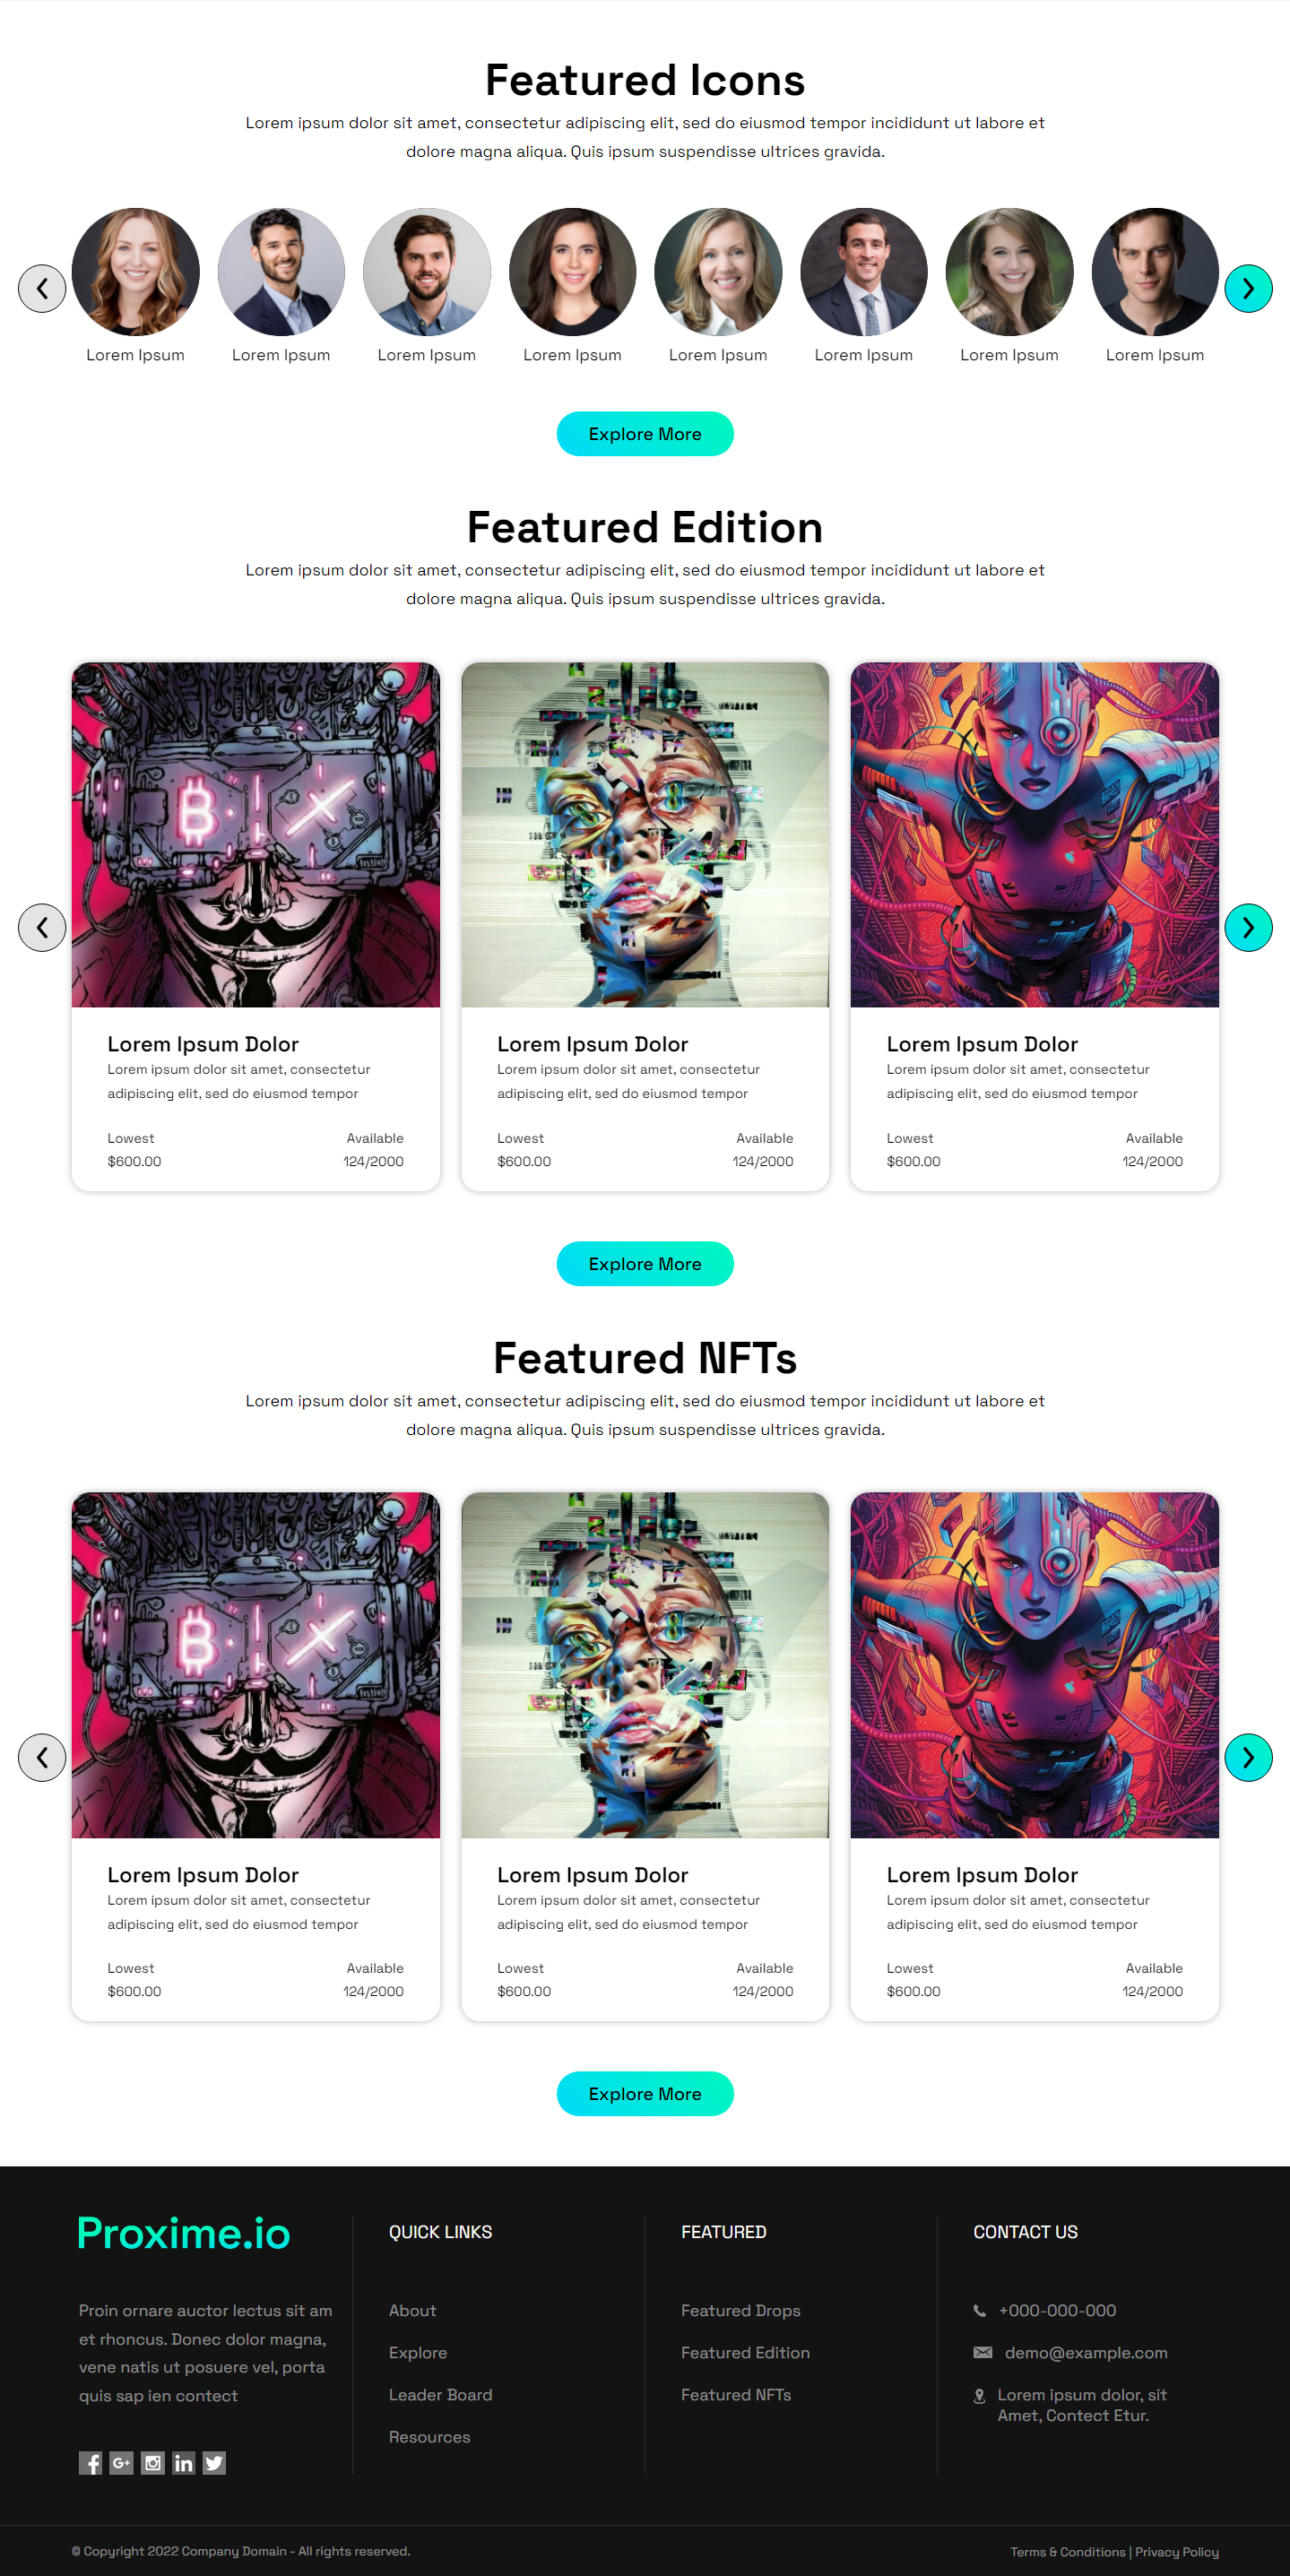 Featured Icons
Lorem ipsum dolor sit amet, consectetur adipiscing elit, sed do eiusmod tempor incididunt ut labore et
dolore magna aliqua. Quis ipsum suspendisse ultrices gravida.
Lorem Ipsum Lorem Ipsum Lorem Ipsum Lorem Ipsum Lorem Ipsum Lorem Ipsum Lorem Ipsum Lorem Ipsum
Explore More
Featured Edition
Lorem ipsum dolor sit amet, consectetur adipiscing elit, sed do eiusmod tempor incididunt ut labore et
dolore magna aliqua. Quis ipsum suspendisse ultrices gravida.
Lorem Ipsum Dolor
Lorem ipsum dolor sit amet, consectetur
adipiscing elit, sed do eiusmod tempor
Lowest Available
$600.00 124/2000
Lorem Ipsum Dolor
Lorem ipsum dolor sit amet, consectetur
adipiscing elit, sed do eiusmod tempor
Lowest Available
$600.00 124/2000
Lorem Ipsum Dolor
Lorem ipsum dolor sit amet, consectetur
adipiscing elit, sed do eiusmod tempor
Lowest Available
$600.00 124/2000
Explore More
Featured NFTs
Lorem ipsum dolor sit amet, consectetur adipiscing elit, sed do eiusmod tempor incididunt ut labore et
dolore magna aliqua. Quis ipsum suspendisse ultrices gravida.
Lorem Ipsum Dolor
Lorem ipsum dolor sit amet, consectetur
adipiscing elit, sed do eiusmod tempor
Lowest Available
$600.00 124/2000
Lorem Ipsum Dolor
Lorem ipsum dolor sit amet, consectetur
adipiscing elit, sed do eiusmod tempor
Lowest Available
$600.00 124/2000
Lorem Ipsum Dolor
Lorem ipsum dolor sit amet, consectetur
adipiscing elit, sed do eiusmod tempor
Lowest Available
$600.00 124/2000
Explore More
Proxime.io
Proin ornare auctor lectus sit am
et rhoncus. Donec dolor magna,
vene natis ut posuere vel, porta
quis sap ien contect
QUICK LINKS
About
Explore
Leader Board
Resources
FEATURED
Featured Drops
Featured Edition
Featured NFTs
CONTACT US
+000-000-000
demo@example.com
Lorem ipsum dolor, sit
Amet, Contect Etur.
© Copyright 2022 Company Domain - All rights reserved.
Terms & Conditions | Privacy Policy